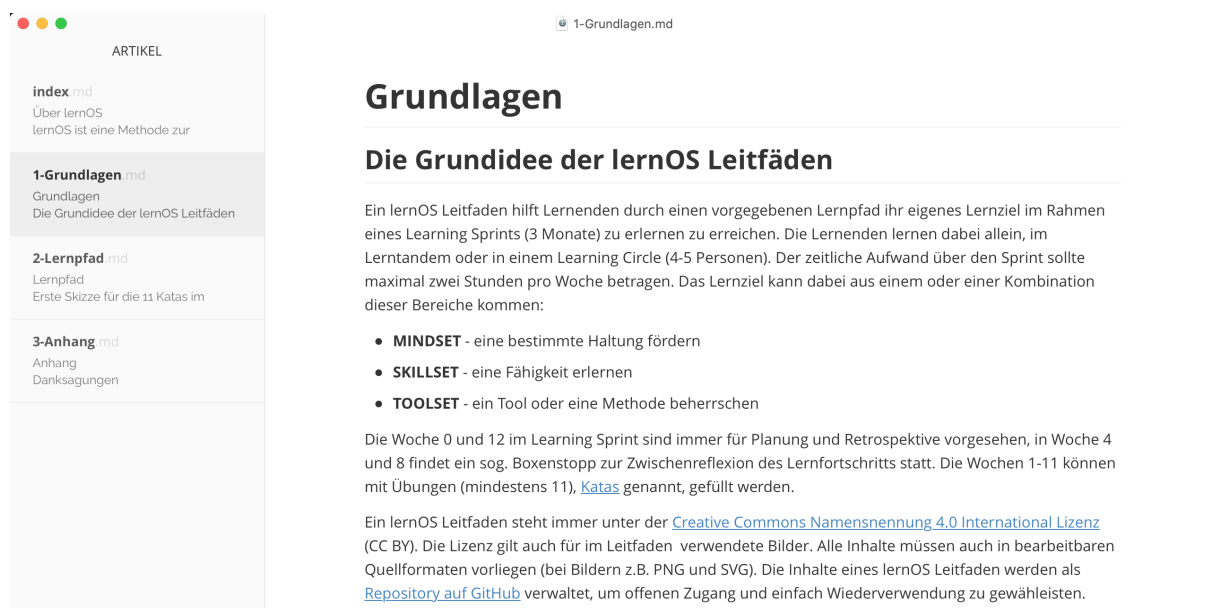 1-Grundlagen.md
ARTIKEL
index.md
Über lernOS
lernOS ist eine Methode zur
1-Grundlagen.md
Grundlagen
Die Grundidee der lernOS Leitfäden
2-Lernpfad.md
Lernpfad
Erste Skizze für die 11 Katas im
3-Anhang.md
Anhang
Danksagungen
Grundlagen
Die Grundidee der lernOS Leitfäden
Ein lernOS Leitfaden hilft Lernenden durch einen vorgegebenen Lernpfad ihr eigenes Lernziel im Rahmen
eines Learning Sprints (3 Monate) zu erlernen zu erreichen. Die Lernenden lernen dabei allein, im
Lerntandem oder in einem Learning Circle (4-5 Personen). Der zeitliche Aufwand über den Sprint sollte
maximal zwei Stunden pro Woche betragen. Das Lernziel kann dabei aus einem oder einer Kombination
dieser Bereiche kommen:
• MINDSET - eine bestimmte Haltung fördern
• SKILLSET - eine Fähigkeit erlernen
• TOOLSET - ein Tool oder eine Methode beherrschen
Die Woche 0 und 12 im Learning Sprint sind immer für Planung und Retrospektive vorgesehen, in Woche 4
und 8 findet ein sog. Boxenstopp zur Zwischenreflexion des Lernfortschritts statt. Die Wochen 1-11 können
mit Übungen (mindestens 11), Katas genannt, gefüllt werden.
Ein lernOS Leitfaden steht immer unter der Creative Commons Namensnennung 4.0 International Lizenz
(CC BY). Die Lizenz gilt auch für im Leitfaden  verwendete Bilder. Alle Inhalte müssen auch in bearbeitbaren
Quellformaten vorliegen (bei Bildern z.B. PNG und SVG). Die Inhalte eines lernOS Leitfaden werden als
Repository auf GitHub verwaltet, um offenen Zugang und einfach Wiederverwendung zu gewähleisten.